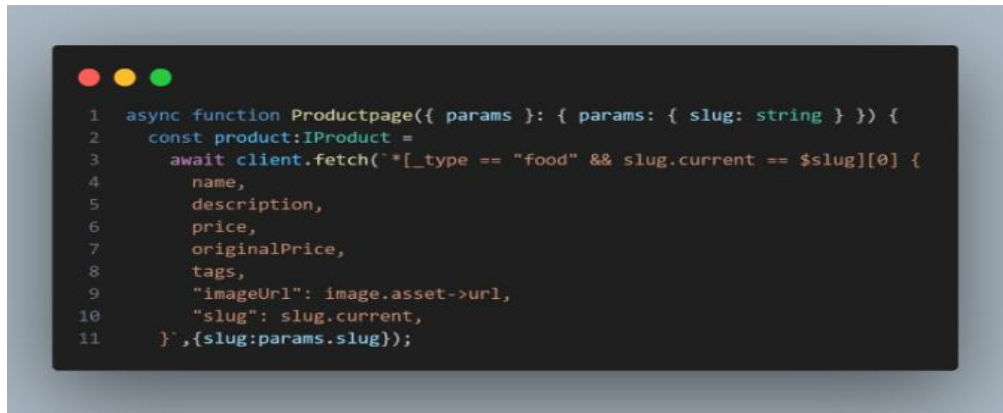 1 async function Productpage({ params }: { params: { slug: string } }) {
2 const product:IProduct =
3 await client.fetch(`*[_type == "food" && slug.current == $slug][0] {
4 name,
5 description,
6 price,
7 originalPrice,
8 tags,
9 "imageUrl": image.asset->url,
10 "slug": slug.current,
11 }`,{slug:params.slug});